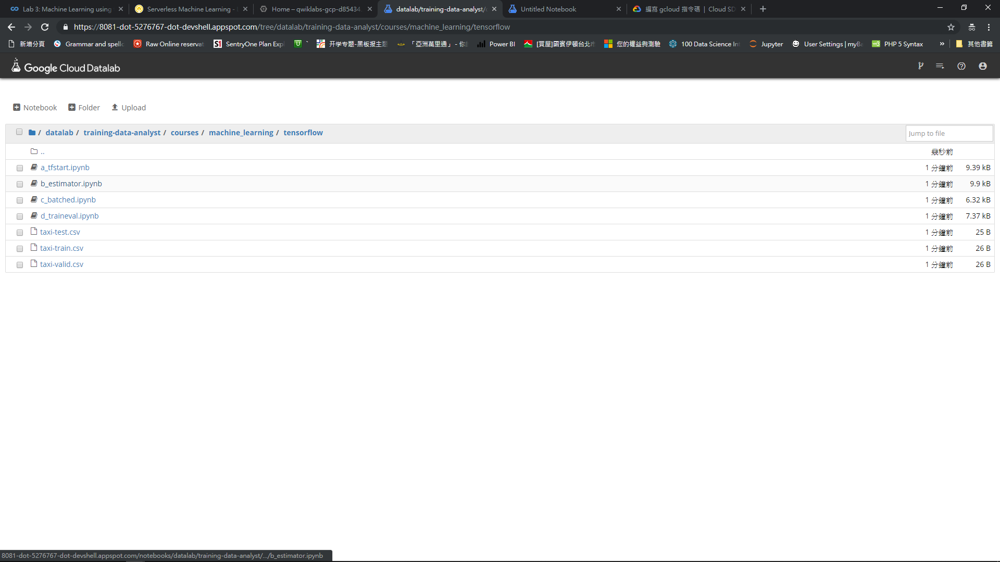 Lab 3: Machine Learning using
Serverless Machine Learning -
Home – qwiklabs-gcp-d85434
datalab/training-data-analyst/
Untitled Notebook
編寫 gcloud 指令碼 | Cloud SD
https://8081-dot-5276767-dot-devshell.appspot.com/tree/datalab/training-data-analyst/courses/machine_learning/tensorflow
新增分頁
Grammar and spell
Raw Online reservat
S1 SentryOne Plan Exp
U `
开学专题-黑板报主题
「亞洲萬里通」 - 你
Power BI
[買屋]國賓伊頓台北市
您的權益與測驗
100 Data Science In
Jupyter
User Settings | myB
w3 PHP 5 Syntax
»
其他書籤
Google Cloud Datalab
Notebook Folder Upload
/ datalab / training-data-analyst / courses / machine_learning / tensorflow
Jump to file
.. 幾秒前
a_tfstart.ipynb 1 分鐘前 9.39 kB
b_estimator.ipynb 1 分鐘前 9.9 kB
c_batched.ipynb 1 分鐘前 6.32 kB
d_traineval.ipynb 1 分鐘前 7.37 kB
taxi-test.csv 1 分鐘前 25 B
taxi-train.csv 1 分鐘前 26 B
taxi-valid.csv 1 分鐘前 26 B
8081-dot-5276767-dot-devshell.appspot.com/notebooks/datalab/training-data-analyst/.../b_estimator.ipynb